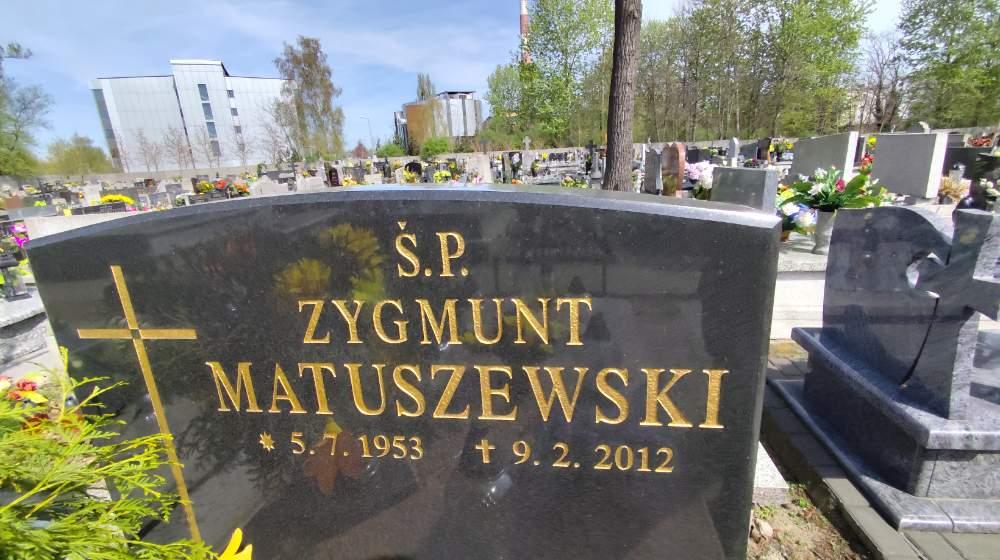 Š.P.
ZYGMUNT
MATUSZEWSKI
* 5. 7. 1953 ✝ 9. 2. 2012